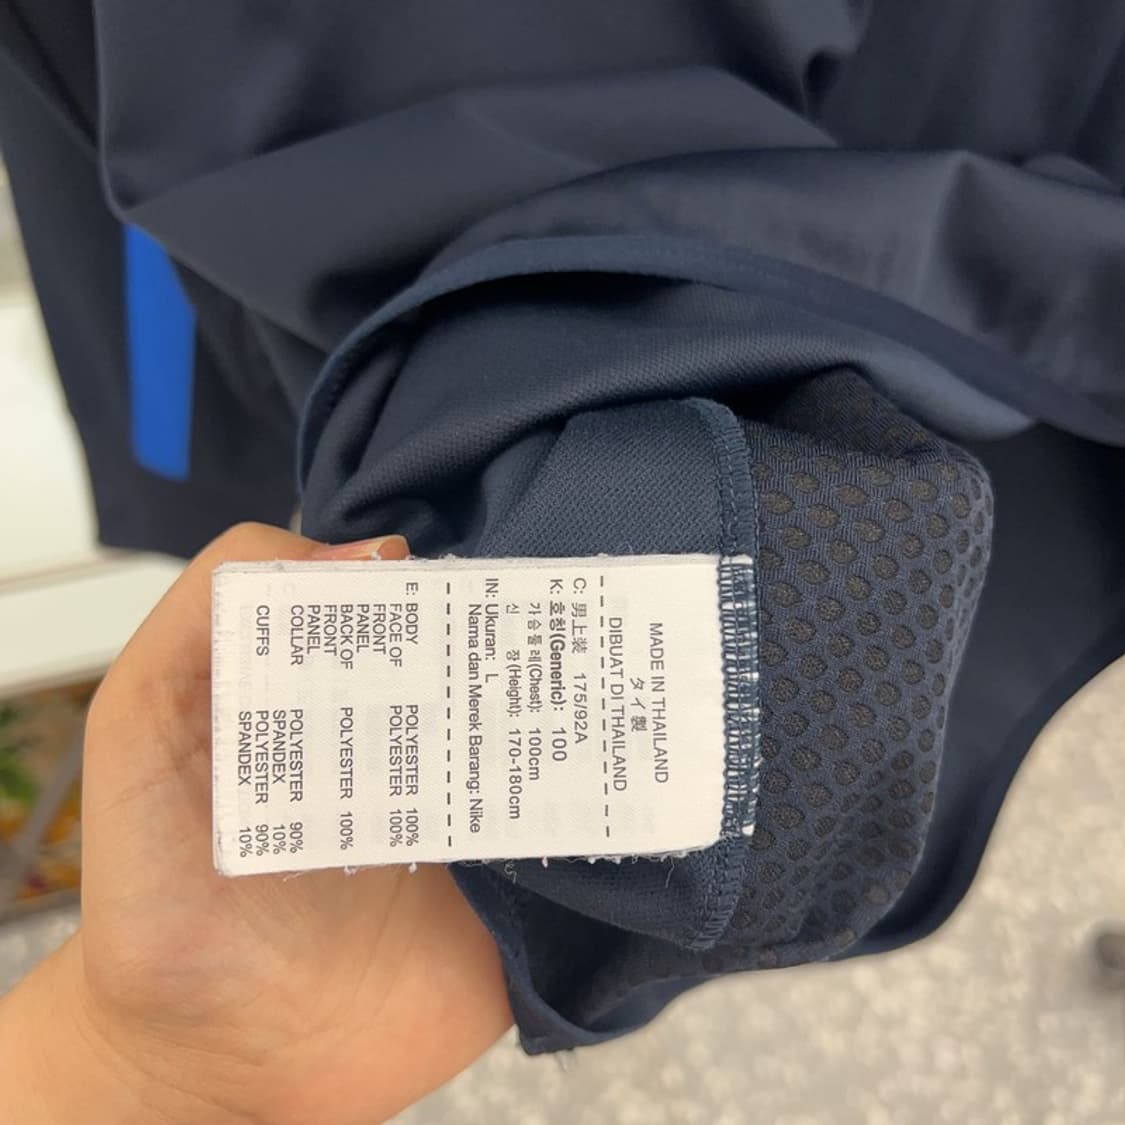 MADE IN THAILAND
タイ製
DIBUAT DI THAILAND
C: 男上装 175/92A
K: 호칭(Generic): 100
가슴둘레(Chest): 100cm
신 장(Height): 170-180cm
IN: Ukuran: L
Nama dan Merek Barang: Nike
E: BODY POLYESTER 100%
FACE OF POLYESTER 100%
FRONT
PANEL
BACK OF POLYESTER 100%
FRONT
PANEL
COLLAR POLYESTER 90%
SPANDEX 10%
CUFFS POLYESTER 90%
SPANDEX 10%